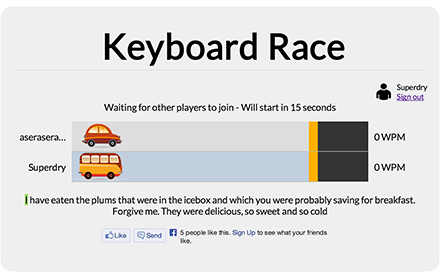 Keyboard Race
Superdry
Sign out
Waiting for other players to join - Will start in 15 seconds
aserasera... 0 WPM
Superdry 0 WPM
I have eaten the plums that were in the icebox and which you were probably saving for breakfast.
Forgive me. They were delicious, so sweet and so cold
Like Send 5 people like this. Sign Up to see what your friends
like.